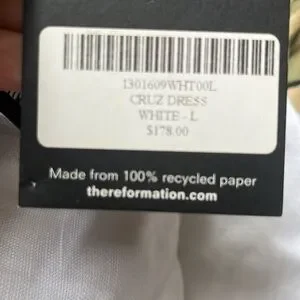 1301609WHT00L
CRUZ DRESS
WHITE - L
$178.00
Made from 100% recycled paper
thereformation.com